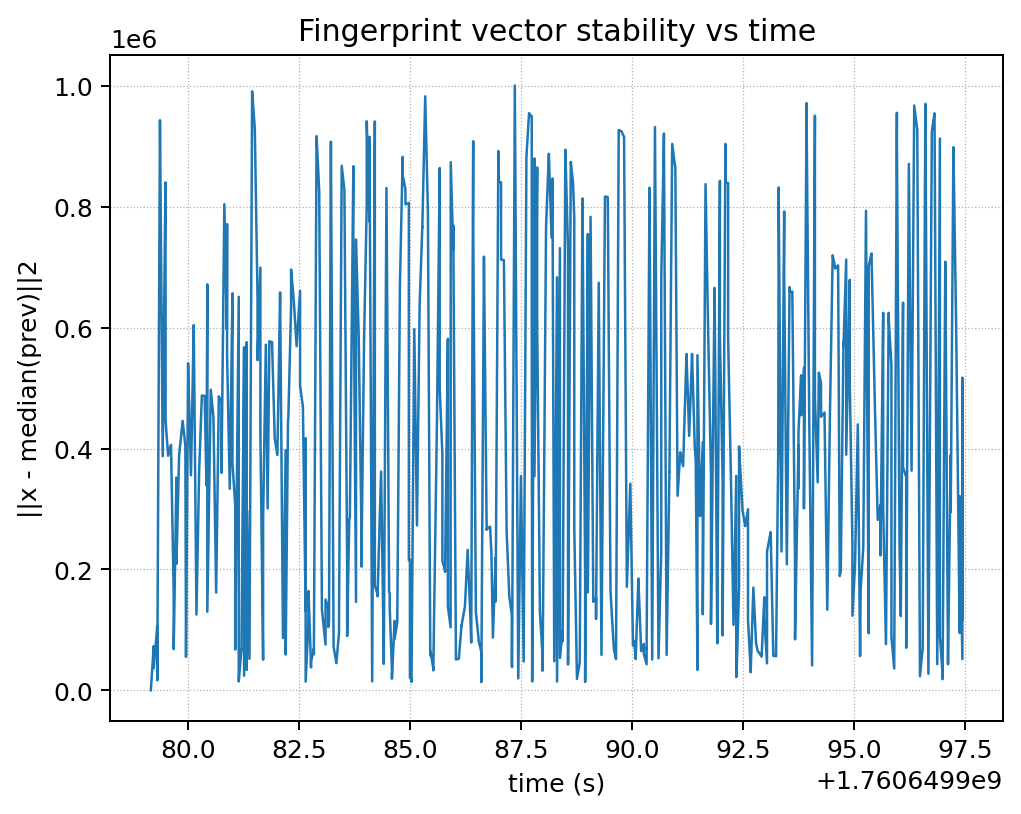 Fingerprint vector stability vs time
1e6
1.0
0.8
0.6
0.4
0.2
0.0
||x - median(prev)||2
80.0 82.5 85.0 87.5 90.0 92.5 95.0 97.5
time (s)
+1.7606499e9